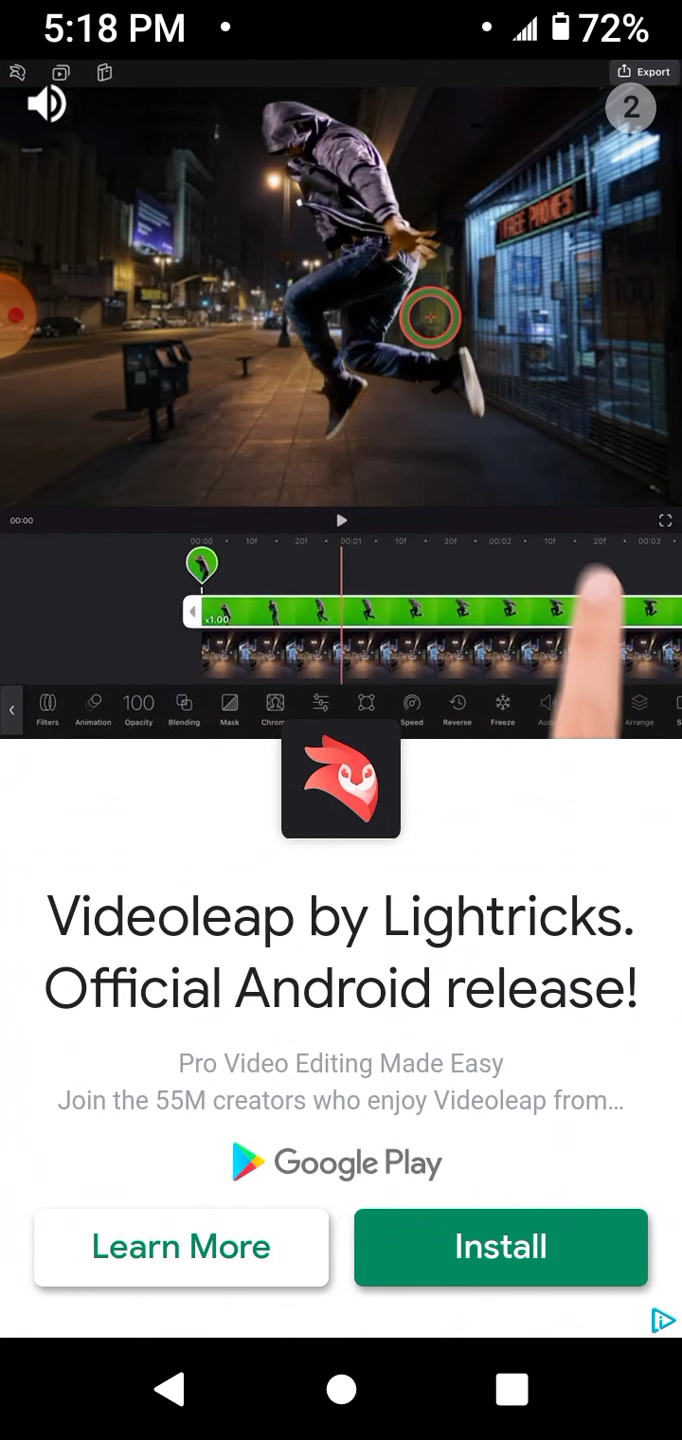 5:18 PM
72%
Export
2
FREE PHONES
00:00
00:00 10f 20f 00:01 10f 20f 00:02 10f 20f 00:03
x1.00
100
Filters Animation Opacity Blending Mask Chrom Speed Reverse Freeze Arrange
Videoleap by Lightricks.
Official Android release!
Pro Video Editing Made Easy
Join the 55M creators who enjoy Videoleap from...
Google Play
Learn More
Install